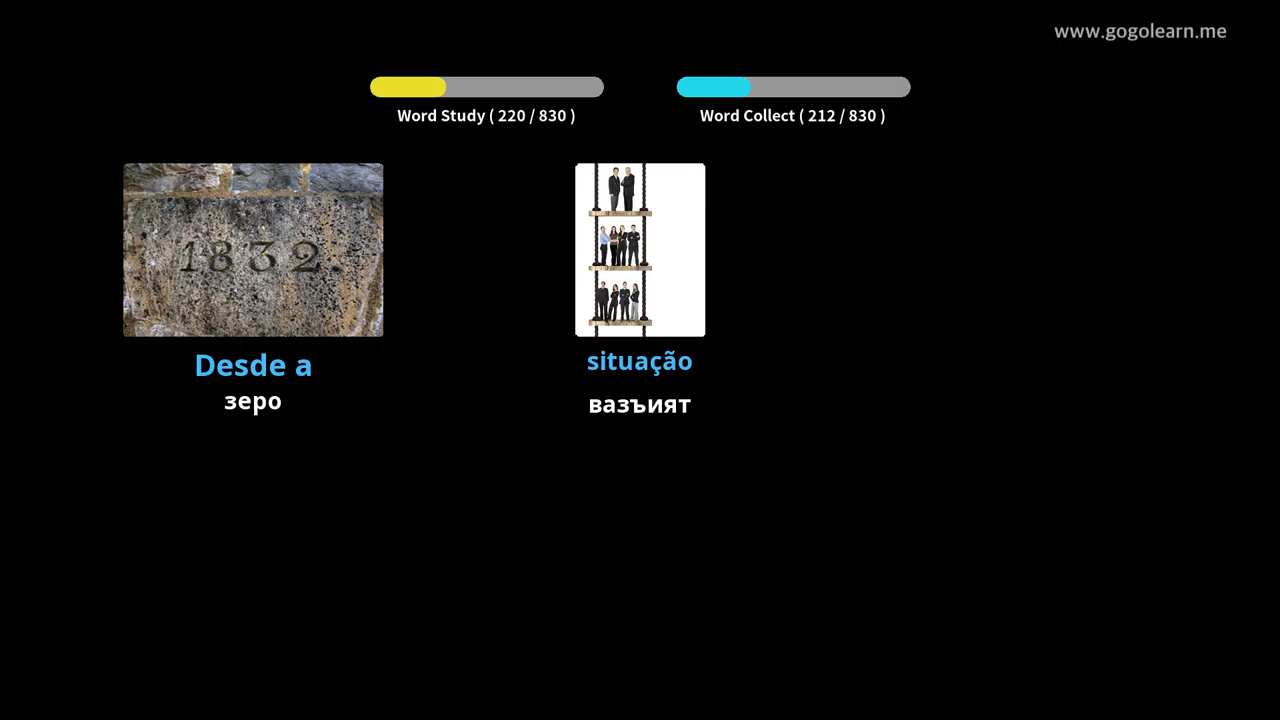 www.gogolearn.me
Word Study ( 220 / 830 )
Word Collect ( 212 / 830 )
1832.
Desde a
зеро
situação
вазъият